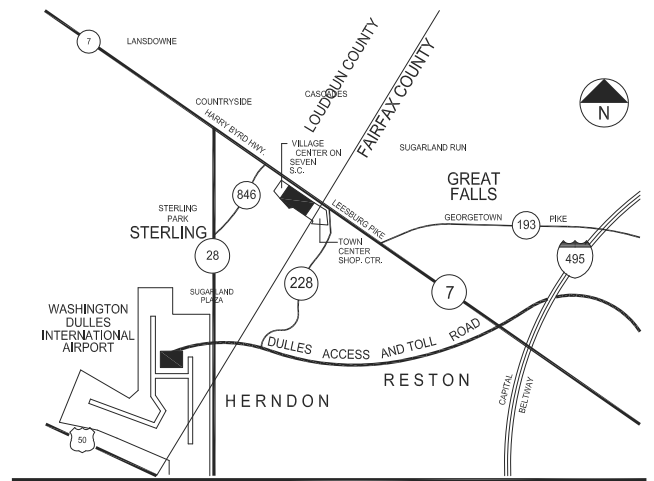 7
LANSDOWNE
LOUDOUN COUNTY
FAIRFAX COUNTY
COUNTRYSIDE
CASCADES
HARRY BYRD HWY.
N
VILLAGE
CENTER ON
SEVEN
S.C.
SUGARLAND RUN
GREAT
FALLS
846
LEESBURG PIKE
GEORGETOWN
193
PIKE
STERLING
PARK
STERLING
TOWN
CENTER
SHOP. CTR.
28
495
228
7
SUGARLAND
PLAZA
WASHINGTON
DULLES
INTERNATIONAL
AIRPORT
DULLES ACCESS AND TOLL ROAD
RESTON
HERNDON
CAPITAL
BELTWAY
50